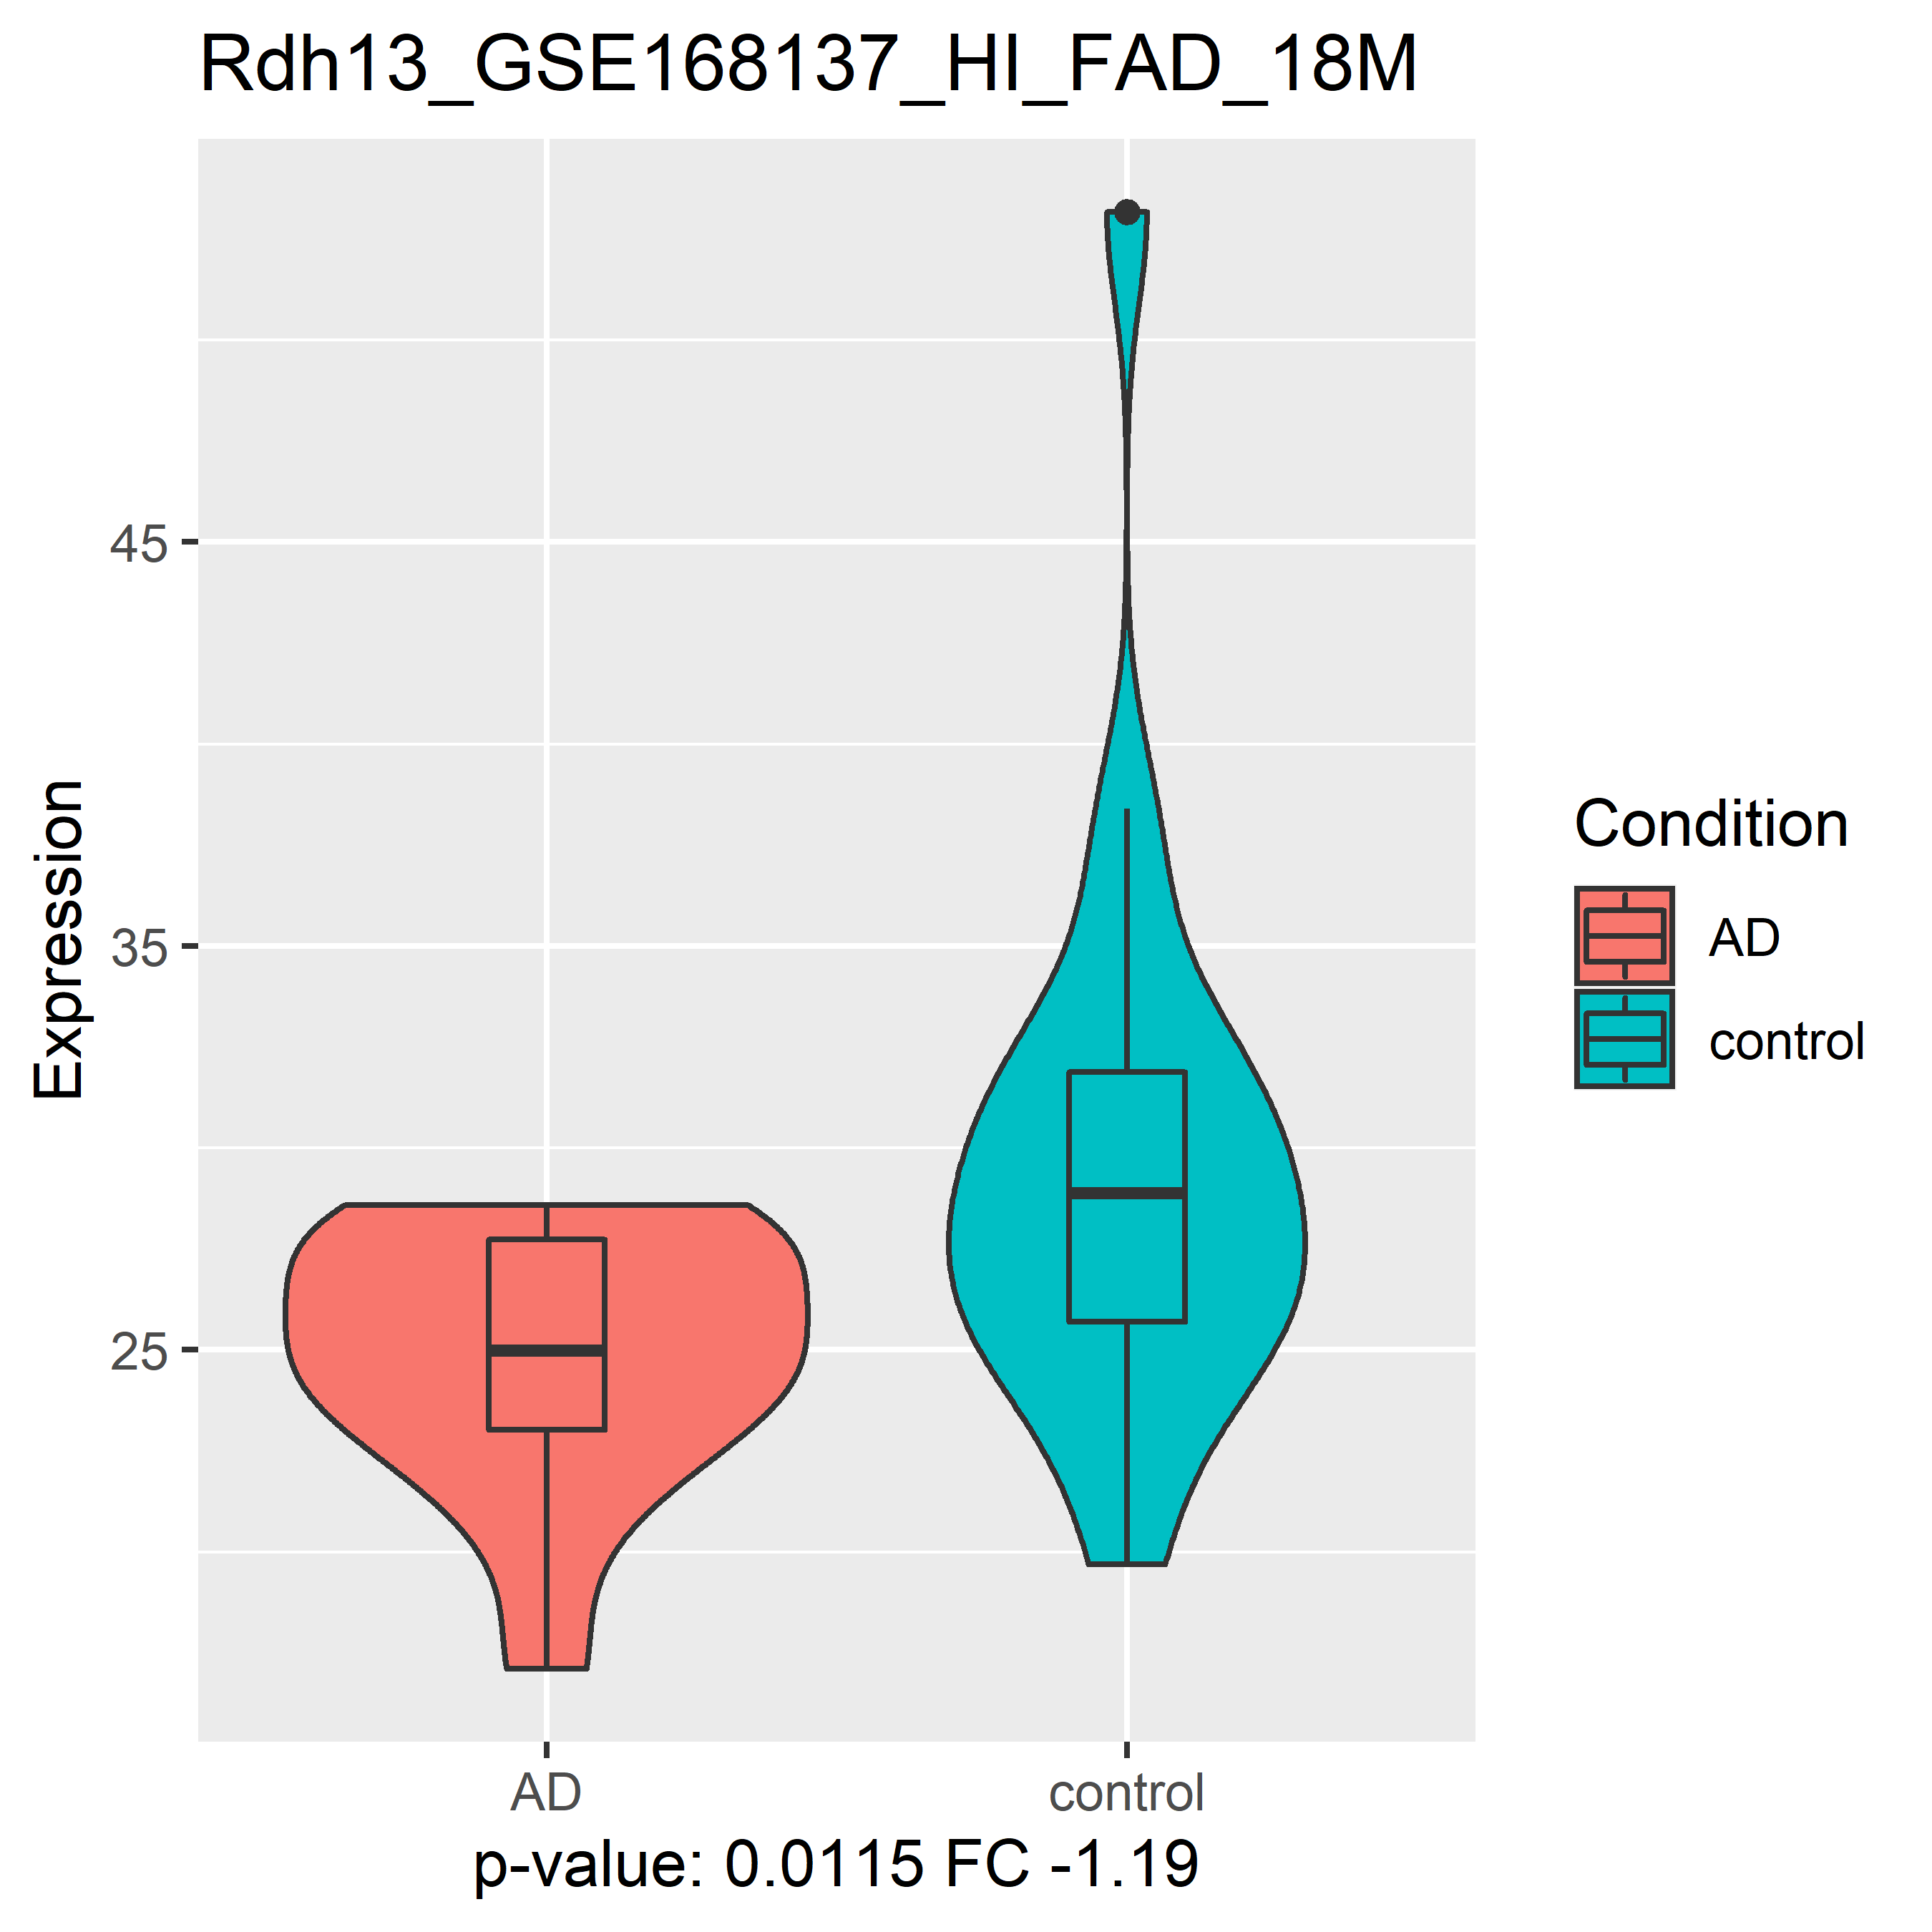 Rdh13_GSE168137_HI_FAD_18M
Expression
45
35
25
AD
control
p-value: 0.0115 FC -1.19
Condition
AD
control